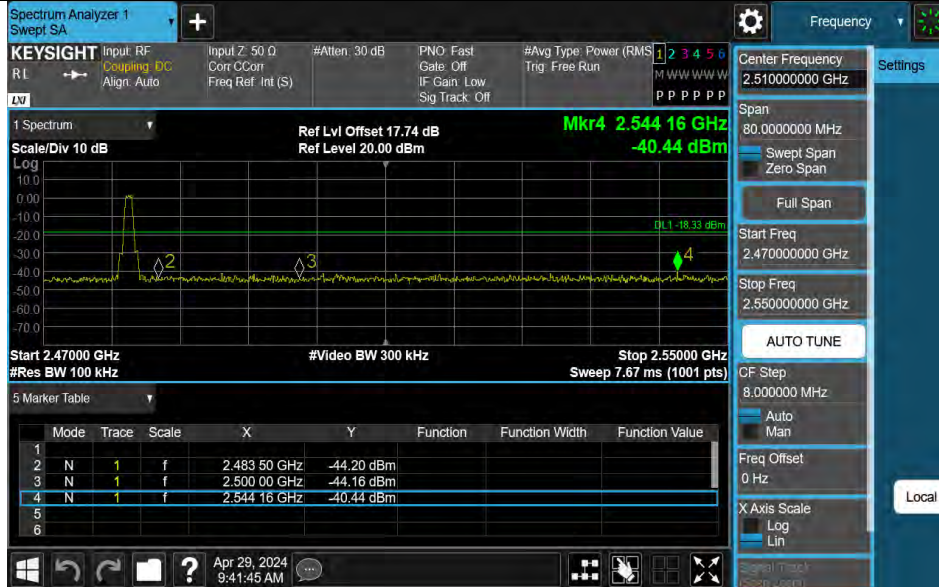 Spectrum Analyzer 1
Swept SA
Frequency
KEYSIGHT
RL
LXI
Input: RF
Coupling: DC
Align: Auto
Input Z: 50 Ω
Corr CCorr
Freq Ref: Int (S)
#Atten: 30 dB
PNO: Fast
Gate: Off
IF Gain: Low
Sig Track: Off
#Avg Type: Power (RMS
Trig: Free Run
1 2 3 4 5 6
M W W W W W
P P P P P P
1 Spectrum
Scale/Div 10 dB
Ref Lvl Offset 17.74 dB
Ref Level 20.00 dBm
Mkr4 2.544 16 GHz
-40.44 dBm
Log
10.0
0.00
-10.0
-20.0
-30.0
-40.0
-50.0
-60.0
-70.0
DL1 -18.33 dBm
2
3
4
Start 2.47000 GHz
#Video BW 300 kHz
Stop 2.55000 GHz
#Res BW 100 kHz
Sweep 7.67 ms (1001 pts)
5 Marker Table
Mode Trace Scale X Y Function Function Width Function Value
1
2 N 1 f 2.483 50 GHz -44.20 dBm
3 N 1 f 2.500 00 GHz -44.16 dBm
4 N 1 f 2.544 16 GHz -40.44 dBm
5
6
?
Apr 29, 2024
9:41:45 AM
Center Frequency
2.510000000 GHz
Span
80.0000000 MHz
Swept Span
Zero Span
Full Span
Start Freq
2.470000000 GHz
Stop Freq
2.550000000 GHz
AUTO TUNE
CF Step
8.000000 MHz
Auto
Man
Freq Offset
0 Hz
X Axis Scale
Log
Lin
Signal Track
(Span Zoom)
Settings
Local